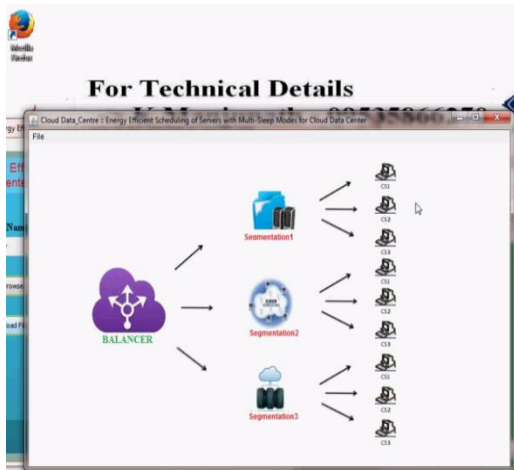 Mozilla
Firefox
For Technical Details
Cloud Data_Centre :: Energy Efficient Scheduling of Servers with Multi-Sleep Modes for Cloud Data Center
File
Segmentation1
CS1
CS2
CS3
BALANCER
Segmentation2
CS1
CS2
CS3
Segmentation3
CS1
CS2
CS3